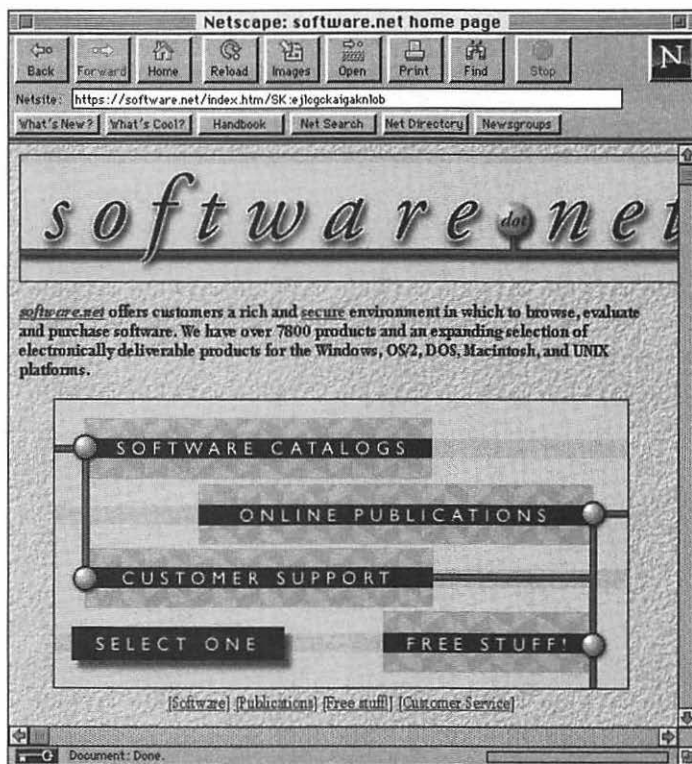 Netscape: software.net home page
Back Forward Home Reload Images Open Print Find Stop
N
Netsite: https://software.net/index.htm/SK:ejlogckaigaknlob
What's New? What's Cool? Handbook Net Search Net Directory Newsgroups
software dot net
software.net offers customers a rich and secure environment in which to browse, evaluate
and purchase software. We have over 7800 products and an expanding selection of
electronically deliverable products for the Windows, OS/2, DOS, Macintosh, and UNIX
platforms.
SOFTWARE CATALOGS
ONLINE PUBLICATIONS
CUSTOMER SUPPORT
SELECT ONE
FREE STUFF!
[Software] [Publications] [Free stuff!] [Customer Service]
Document: Done.